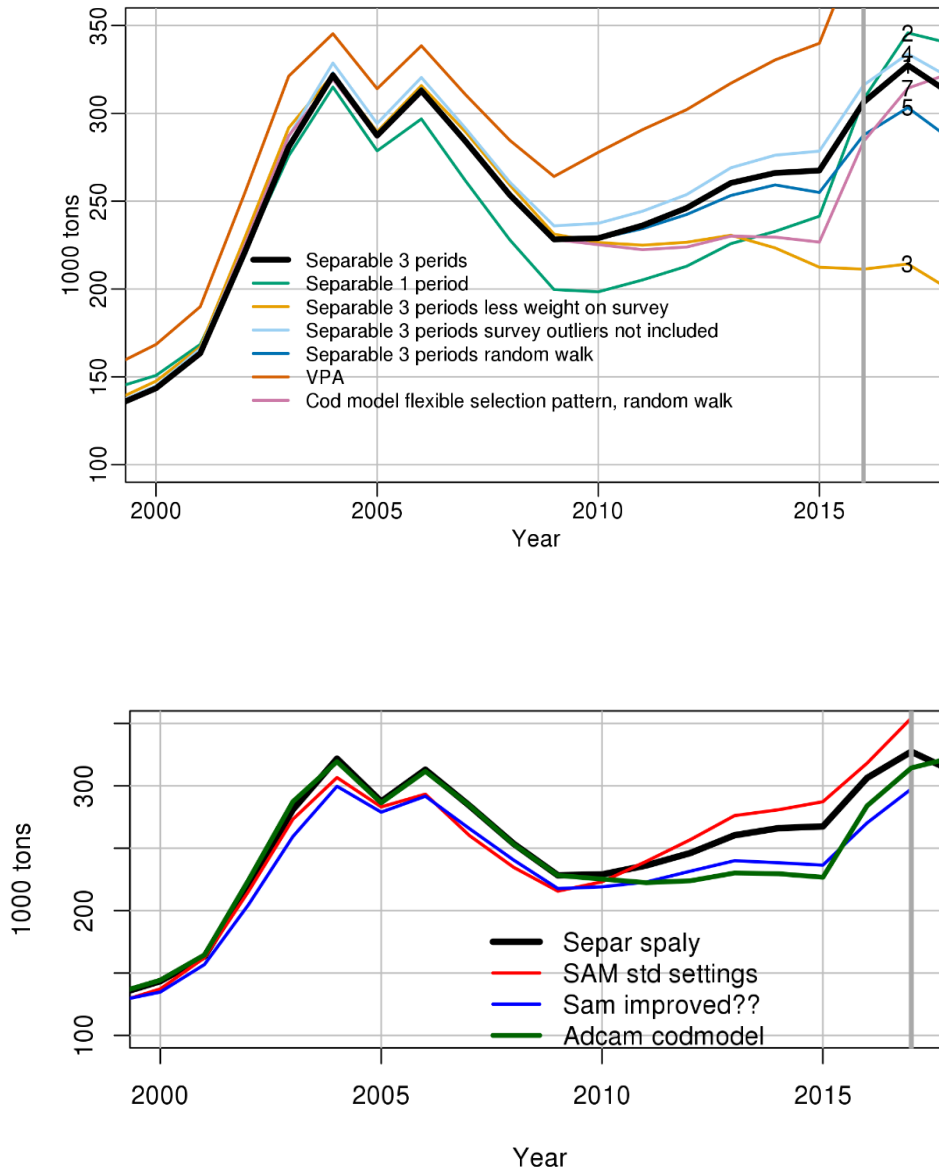 350
300
250
200
150
100
1000 tons
2
4
7
5
3
Separable 3 perids
Separable 1 period
Separable 3 periods less weight on survey
Separable 3 periods survey outliers not included
Separable 3 periods random walk
VPA
Cod model flexible selection pattern, random walk
2000 2005 2010 2015
Year
300
200
100
1000 tons
Separ spaly
SAM std settings
Sam improved??
Adcam codmodel
2000 2005 2010 2015
Year